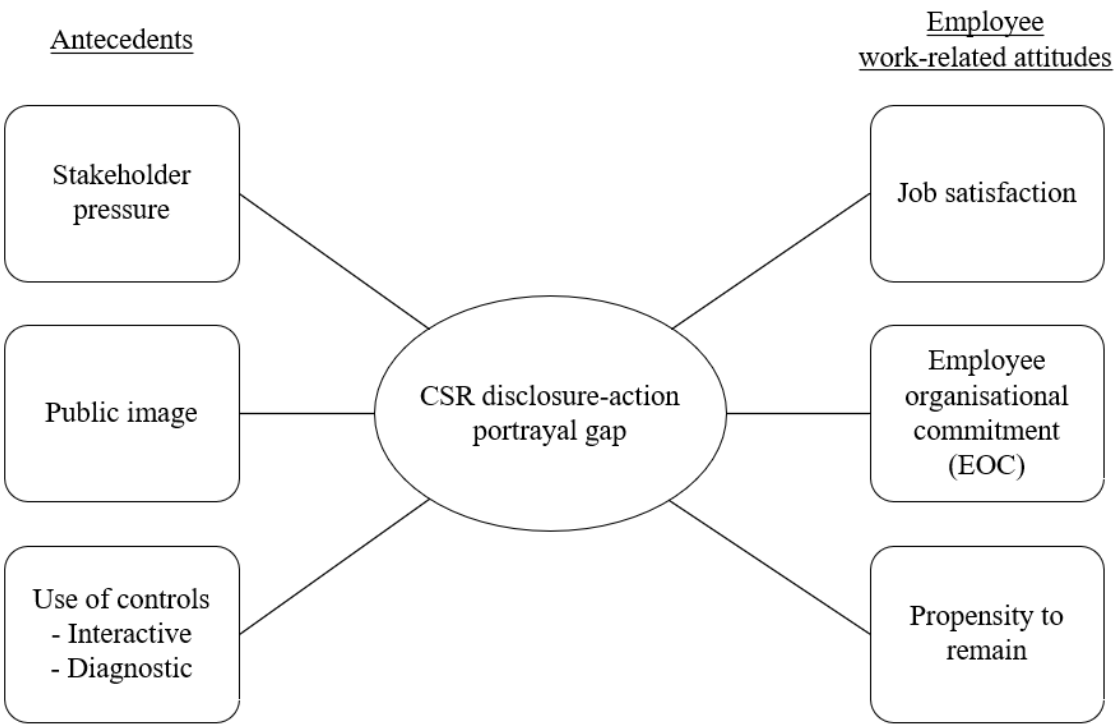 Antecedents
Employee
work-related attitudes
Stakeholder
pressure
Public image
Use of controls
- Interactive
- Diagnostic
CSR disclosure-action
portrayal gap
Job satisfaction
Employee
organisational
commitment
(EOC)
Propensity to
remain